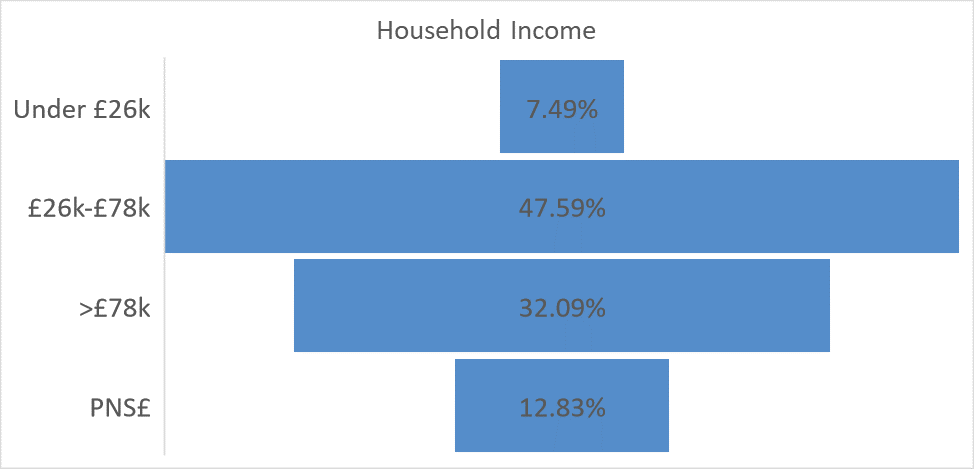 Household Income
Under £26k 7.49%
£26k-£78k 47.59%
>£78k 32.09%
PNS£ 12.83%